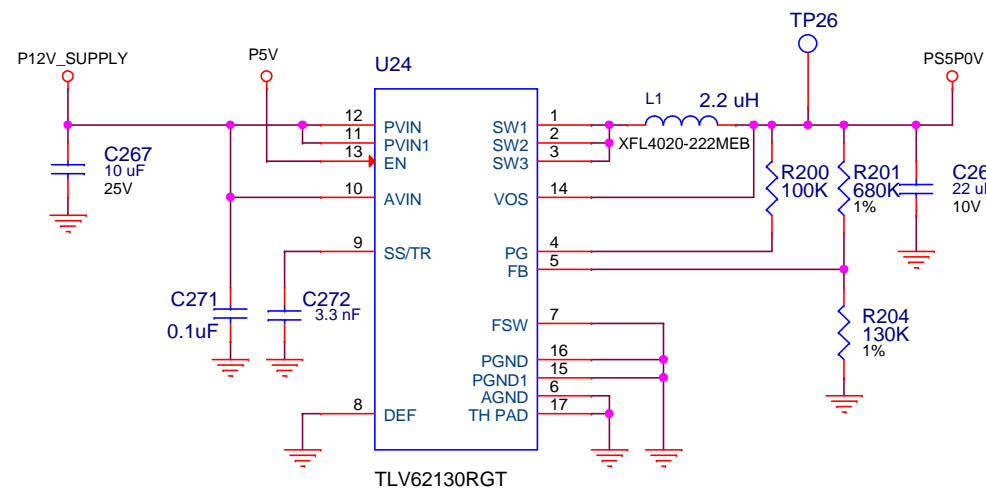 TP26
P12V_SUPPLY
P5V
U24
PS5P0V
L1
2.2 uH
XFL4020-222MEB
12
PVIN
11
PVIN1
13
EN
10
AVIN
9
SS/TR
8
DEF
SW1
1
SW2
2
SW3
3
VOS
14
PG
4
FB
5
FSW
7
PGND
16
PGND1
15
AGND
6
TH PAD
17
C267
10 uF
25V
R200
100K
R201
680K
1%
C26
22 u
10V
C271
0.1uF
C272
3.3 nF
R204
130K
1%
TLV62130RGT